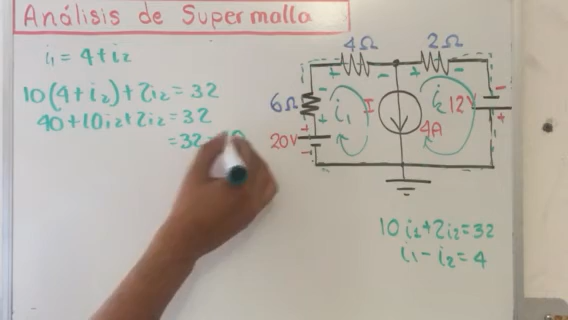 Análisis de Supermalla
i₁ = 4+i₂
10(4+i₂)+2i₂ = 32
40+10i₂+2i₂ = 32
= 32-
4Ω 2Ω
6Ω i₁ I i₂ 12V
20V 4A
10i₁+2i₂=32
i₁-i₂=4